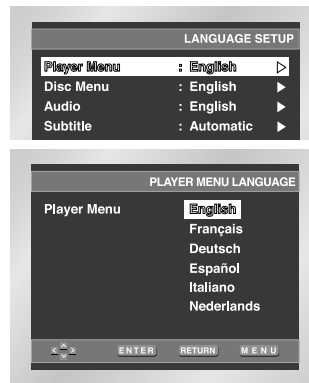 LANGUAGE SETUP
Player Menu : English
Disc Menu : English
Audio : English
Subtitle : Automatic
PLAYER MENU LANGUAGE
Player Menu English
Français
Deutsch
Español
Italiano
Nederlands
ENTER RETURN MENU